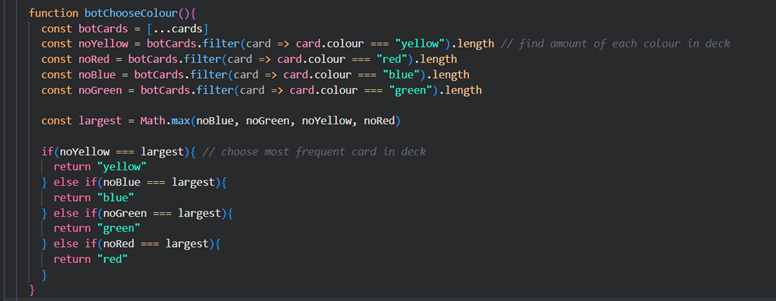 function botChooseColour(){
const botCards = [...cards]
const noYellow = botCards.filter(card => card.colour === "yellow").length // find amount of each colour in deck
const noRed = botCards.filter(card => card.colour === "red").length
const noBlue = botCards.filter(card => card.colour === "blue").length
const noGreen = botCards.filter(card => card.colour === "green").length
const largest = Math.max(noBlue, noGreen, noYellow, noRed)
if(noYellow === largest){ // choose most frequent card in deck
return "yellow"
} else if(noBlue === largest){
return "blue"
} else if(noGreen === largest){
return "green"
} else if(noRed === largest){
return "red"
}
}